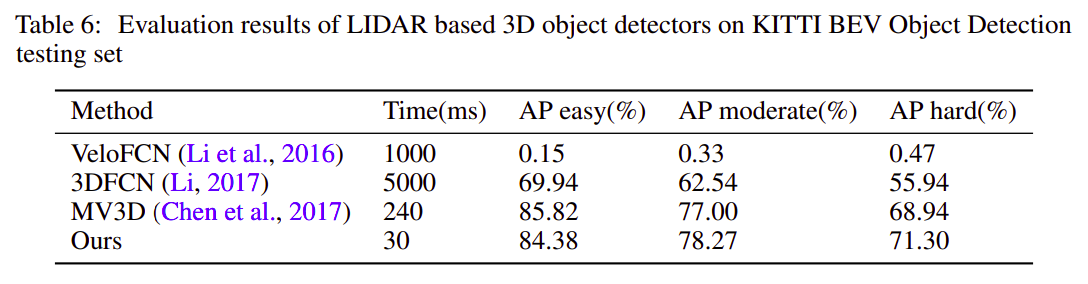 Table 6: Evaluation results of LIDAR based 3D object detectors on KITTI BEV Object Detection
testing set
Method Time(ms) AP easy(%) AP moderate(%) AP hard(%)
VeloFCN (Li et al., 2016) 1000 0.15 0.33 0.47
3DFCN (Li, 2017) 5000 69.94 62.54 55.94
MV3D (Chen et al., 2017) 240 85.82 77.00 68.94
Ours 30 84.38 78.27 71.30